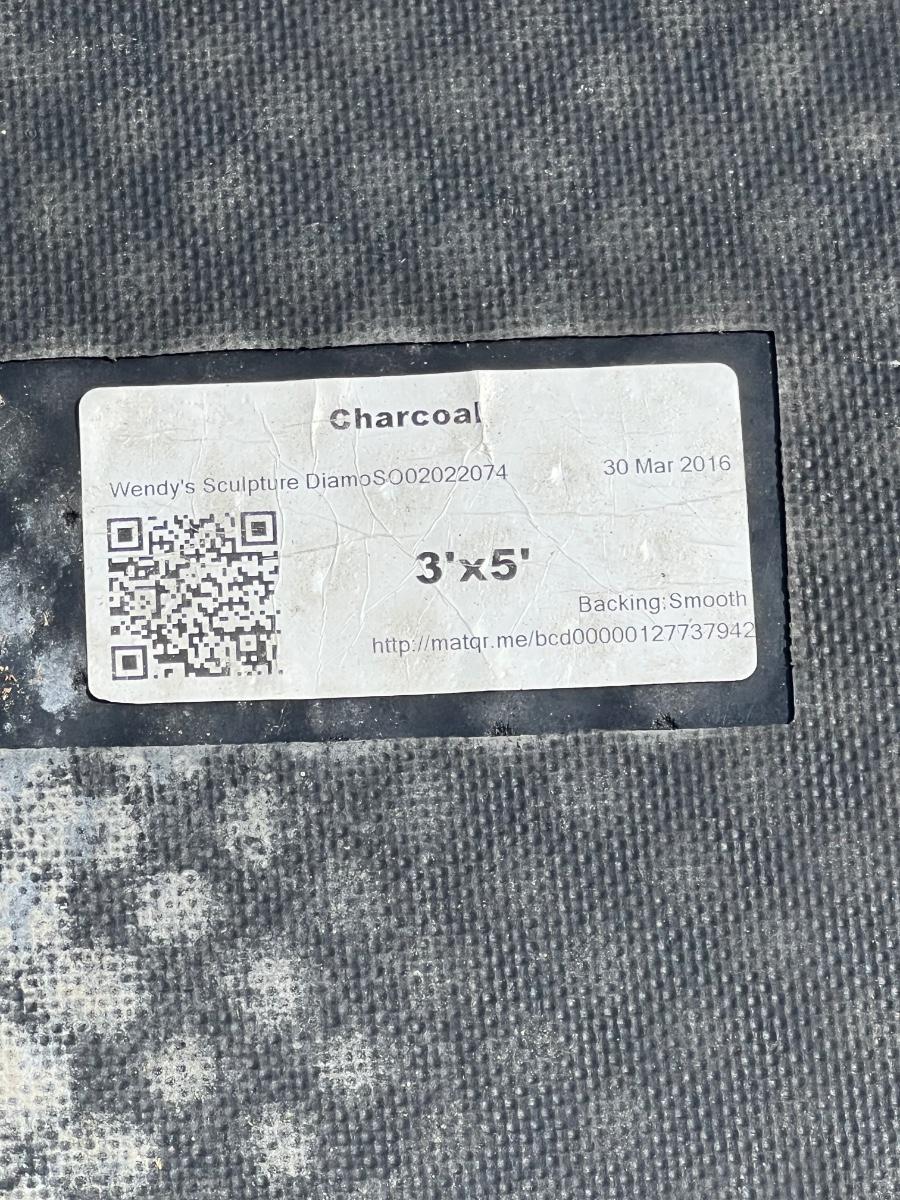 Charcoal
Wendy's Sculpture DiamoSO02022074 30 Mar 2016
3'x5'
Backing:Smooth
http://matqr.me/bcd00000127737942